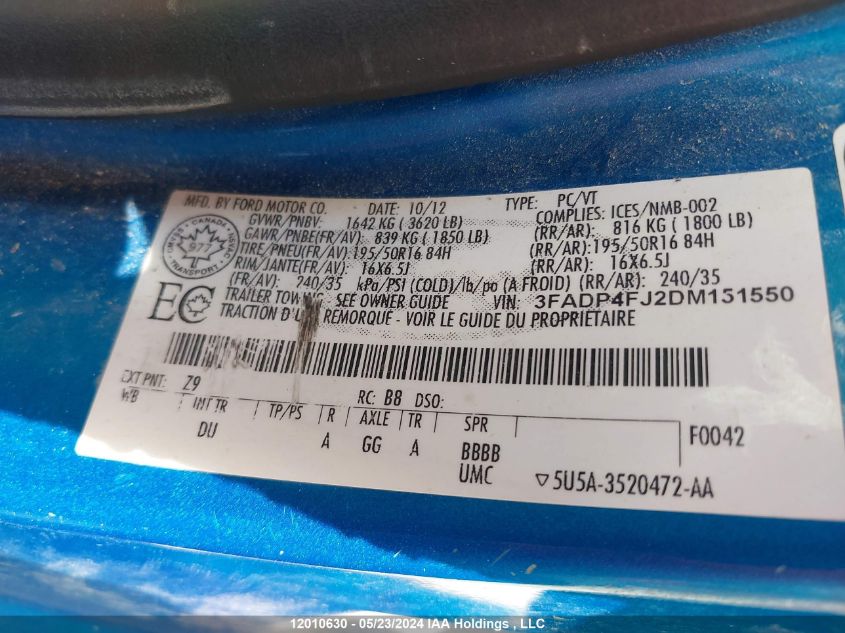 MFD. BY FORD MOTOR CO. DATE: 10/12 TYPE: PC/VT
GVWR/PNBV: 1642 KG ( 3620 LB) COMPLIES: ICES/NMB-002
GAWR/PNBE(FR/AV): 839 KG ( 1850 LB) (RR/AR): 816 KG ( 1800 LB)
TIRE/PNEU(FR/AV): 195/50R16 84H (RR/AR): 195/50R16 84H
RIM/JANTE(FR/AV): 16X6.5J (RR/AR): 16X6.5J
(FR/AV): 240/35 kPa/PSI (COLD)/lb/po (A FROID) (RR/AR): 240/35
TRAILER TOWING - SEE OWNER GUIDE VIN: 3FADP4FJ2DM131550
TRACTION D'UNE REMORQUE - VOIR LE GUIDE DU PROPRIÉTAIRE
CANADA
977
TRANSPORT
EC
EXT PNT: Z9 RC: B8 DSO:
WB INT TR TP/PS R AXLE TR SPR F0042
DU A GG A BBBB
UMC ▽5U5A-3520472-AA
12010630 - 05/23/2024 IAA Holdings , LLC